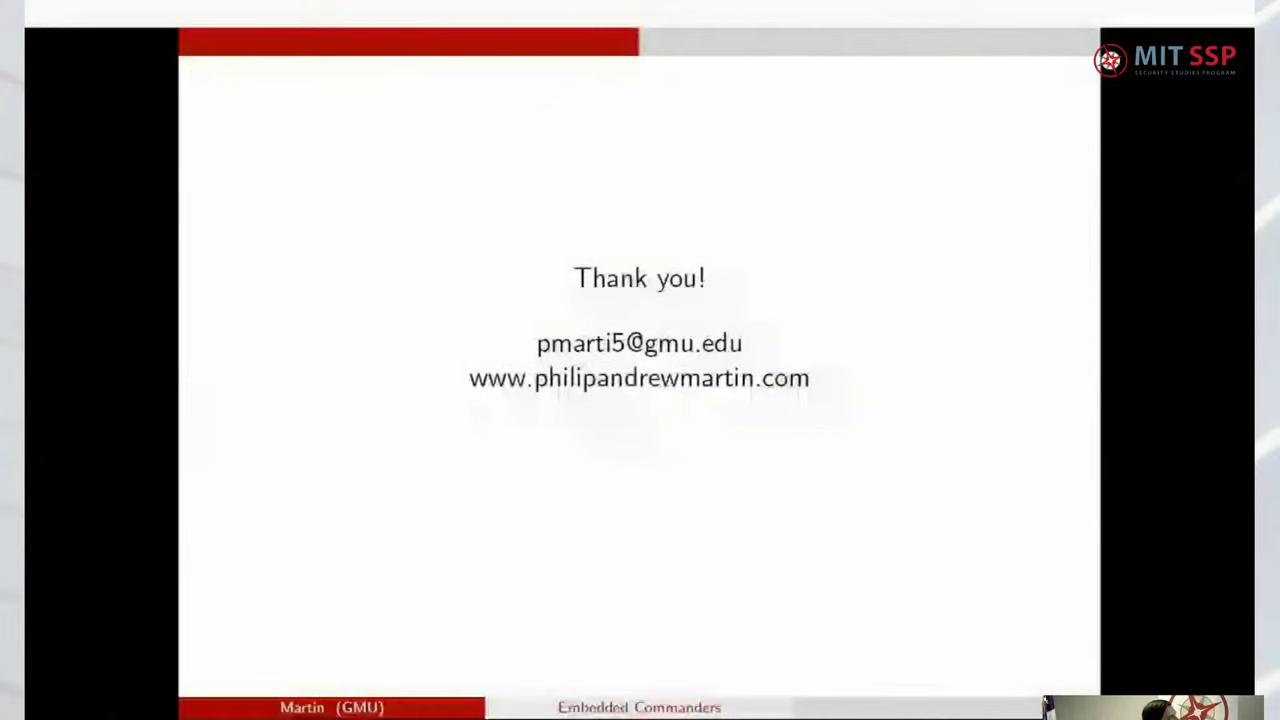 MIT SSP
SECURITY STUDIES PROGRAM
Thank you!
pmarti5@gmu.edu
www.philipandrewmartin.com
Martin (GMU)
Embedded Commanders